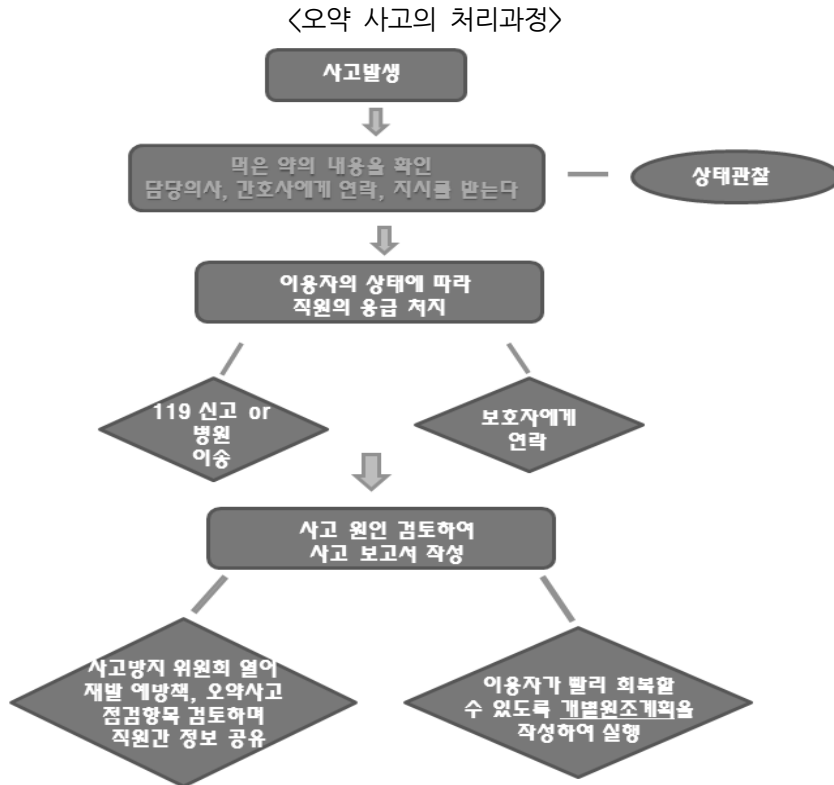 <오약 사고의 처리과정>
사고발생
먹은 약의 내용을 확인
담당의사, 간호사에게 연락, 지시를 받는다
상태관찰
이용자의 상태에 따라
직원의 응급 처지
119 신고 or
병원
이송
보호자에게
연락
사고 원인 검토하여
사고 보고서 작성
사고방지 위원회 열어
재발 예방책, 오약사고
점검항목 검토하며
직원간 정보 공유
이용자가 빨리 회복할
수 있도록 개별원조계획을
작성하여 실행